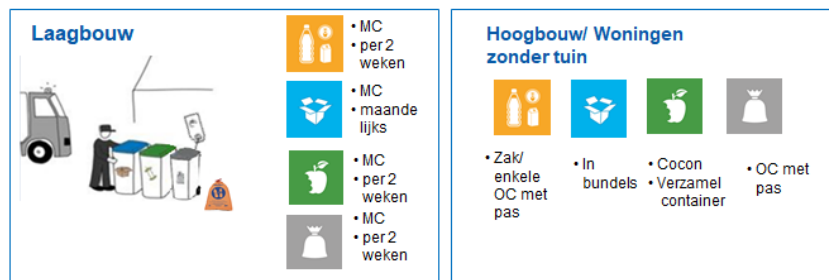 Laagbouw
• MC
• per 2
weken
• MC
• maande
lijks
• MC
• per 2
weken
• MC
• per 2
weken
Hoogbouw/ Woningen
zonder tuin
• Zak/
enkele
OC met
pas
• In
bundels
• Cocon
• Verzamel
container
• OC met
pas